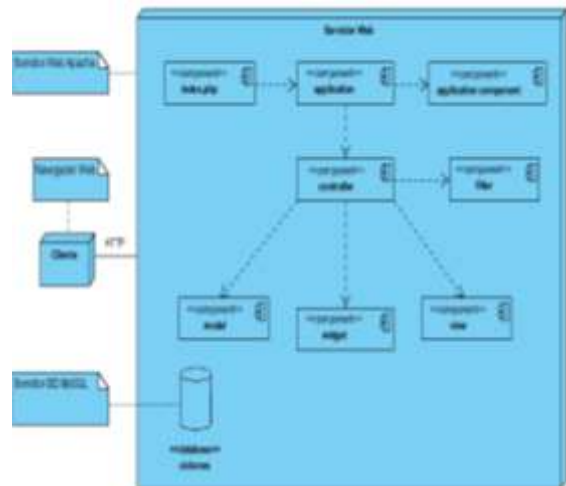 Servidor Web
Servidor Web Apache
<<component>>
index.php
<<component>>
application
<<component>>
application component
<<component>>
controller
<<component>>
filter
Navegador Web
Cliente
HTTP
<<component>>
model
<<component>>
widget
<<component>>
view
Servidor BD MySQL
<<database>>